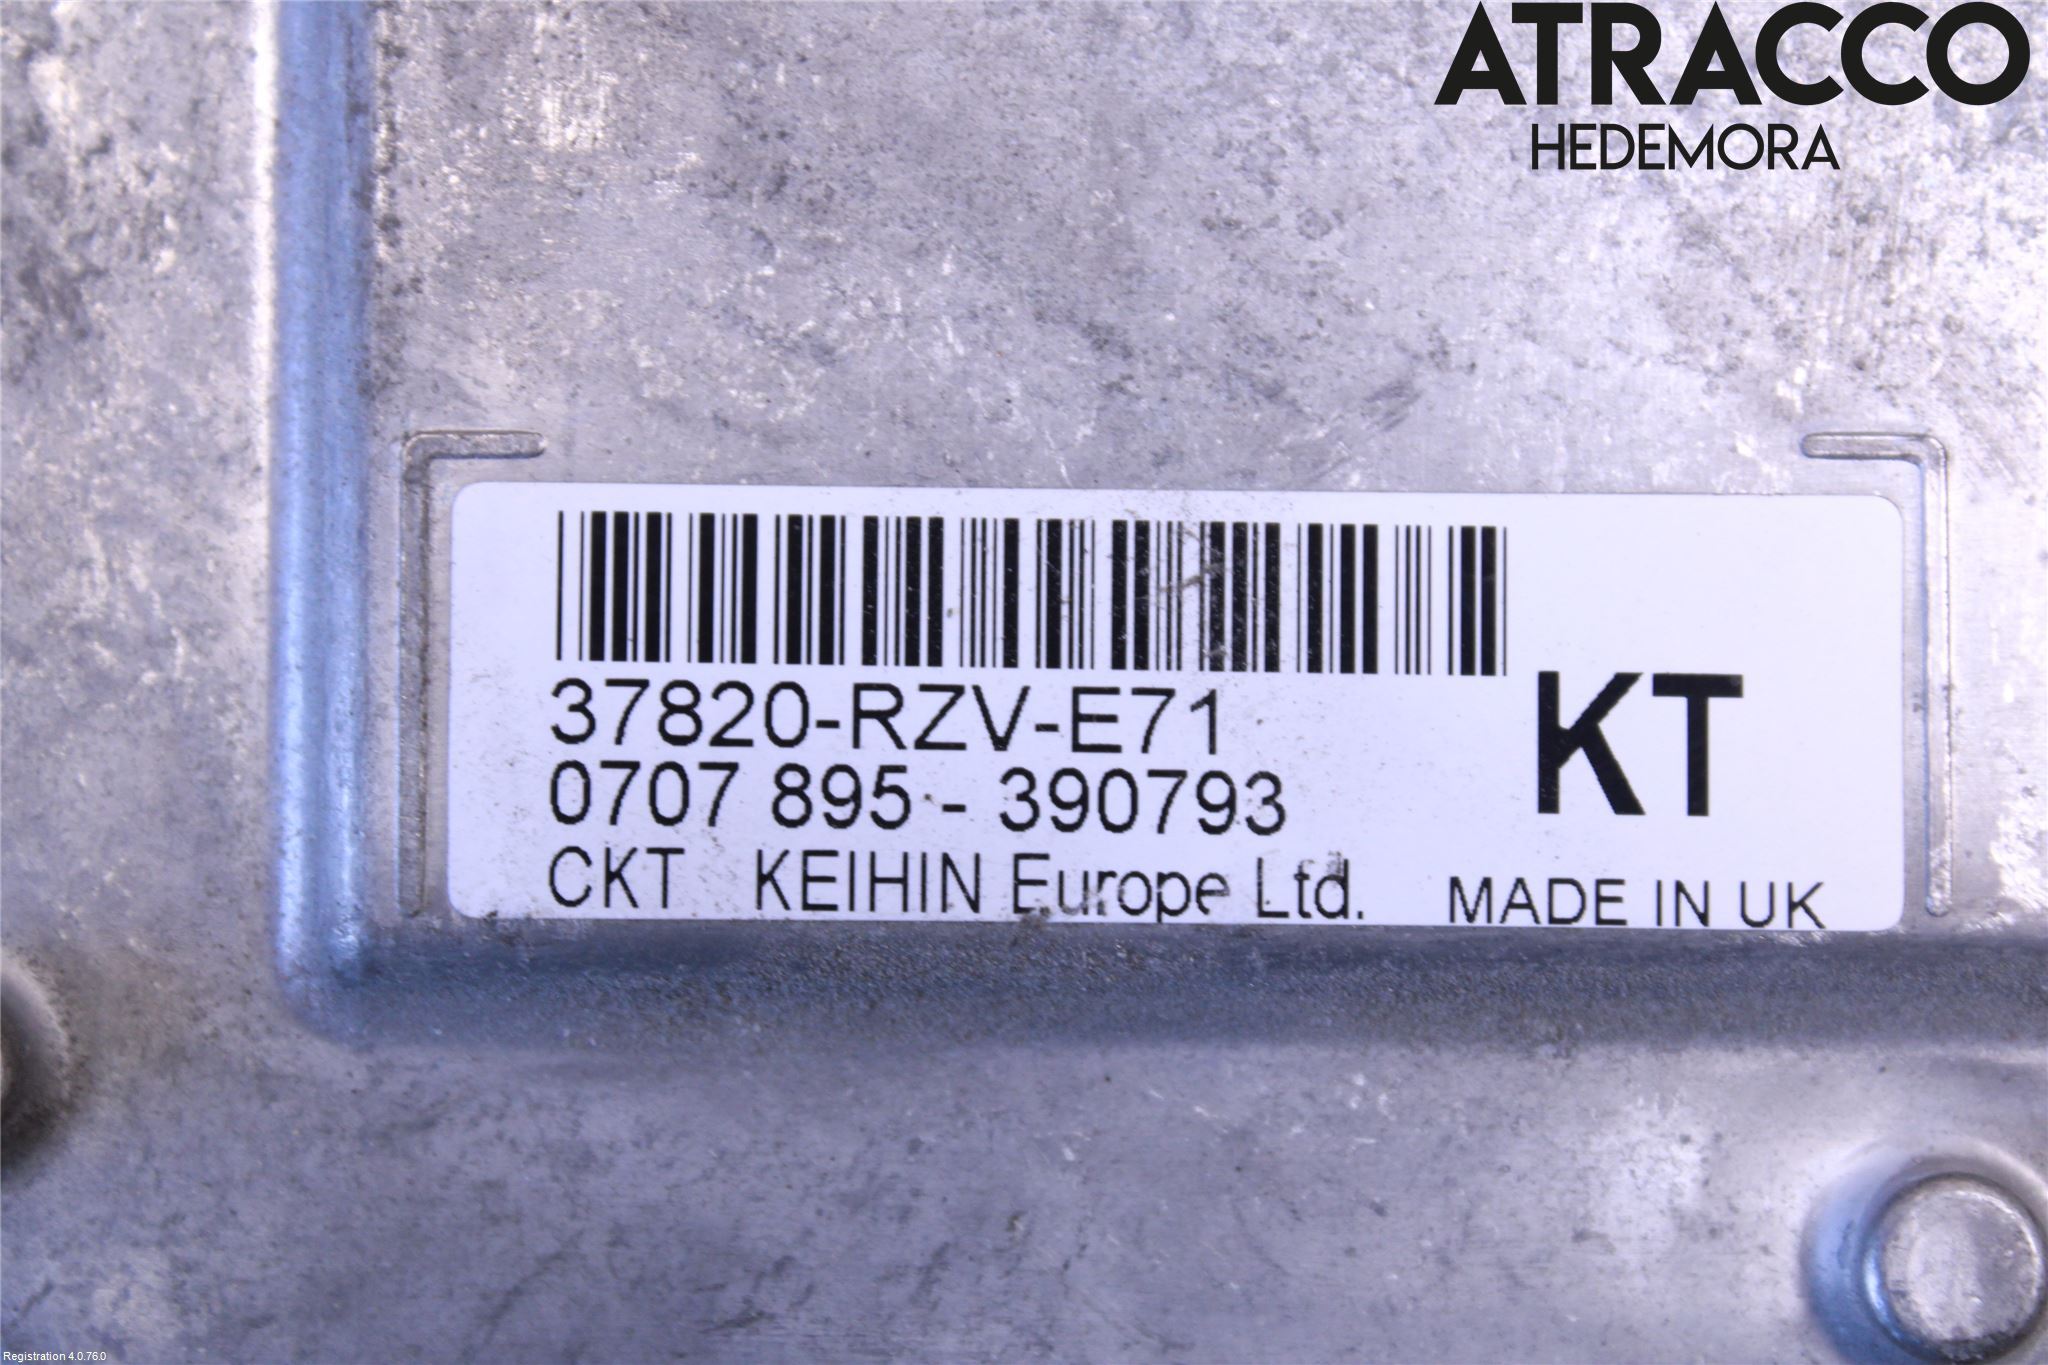 ATRACCO
HEDEMORA
37820-RZV-E71
0707 895 - 390793
KT
CKT KEIHIN Europe Ltd. MADE IN UK
Registration 4.0.76.0